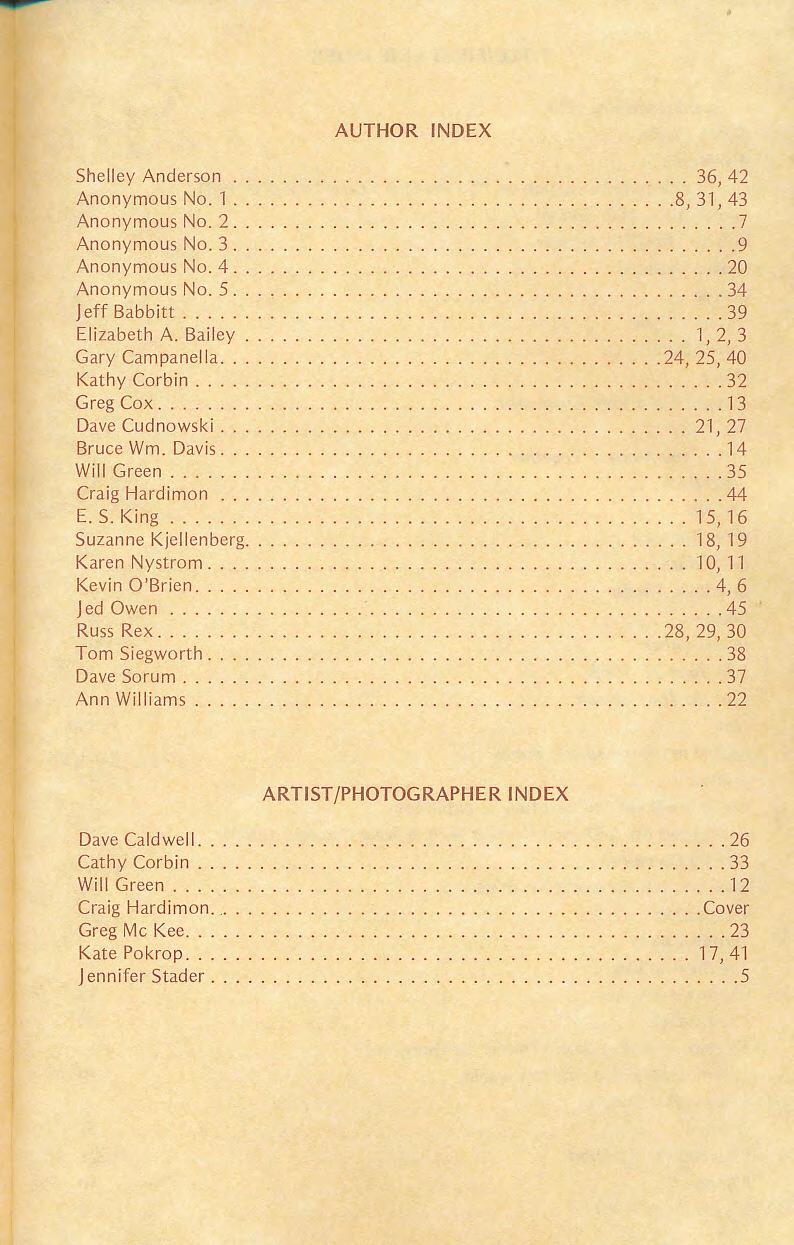 AUTHOR INDEX
Shelley Anderson . . . . . . . . . . . . . . . . . . . . . . . . . . . . . . . . . . . . . . . 36, 42
Anonymous No. 1 . . . . . . . . . . . . . . . . . . . . . . . . . . . . . . . . . . . . . .8, 31, 43
Anonymous No. 2 . . . . . . . . . . . . . . . . . . . . . . . . . . . . . . . . . . . . . . . . . .7
Anonymous No. 3 . . . . . . . . . . . . . . . . . . . . . . . . . . . . . . . . . . . . . . . . . .9
Anonymous No. 4 . . . . . . . . . . . . . . . . . . . . . . . . . . . . . . . . . . . . . . . . . 20
Anonymous No. 5 . . . . . . . . . . . . . . . . . . . . . . . . . . . . . . . . . . . . . . . . . 34
Jeff Babbitt . . . . . . . . . . . . . . . . . . . . . . . . . . . . . . . . . . . . . . . . . . . 39
Elizabeth A. Bailey . . . . . . . . . . . . . . . . . . . . . . . . . . . . . . . . . . . . . 1, 2, 3
Gary Campanella. . . . . . . . . . . . . . . . . . . . . . . . . . . . . . . . . . . . .24, 25, 40
Kathy Corbin . . . . . . . . . . . . . . . . . . . . . . . . . . . . . . . . . . . . . . . . . . 32
Greg Cox. . . . . . . . . . . . . . . . . . . . . . . . . . . . . . . . . . . . . . . . . . . . . 13
Dave Cudnowski . . . . . . . . . . . . . . . . . . . . . . . . . . . . . . . . . . . . . . . 21, 27
Bruce Wm. Davis. . . . . . . . . . . . . . . . . . . . . . . . . . . . . . . . . . . . . . . . . 14
Will Green . . . . . . . . . . . . . . . . . . . . . . . . . . . . . . . . . . . . . . . . . . . . 35
Craig Hardimon . . . . . . . . . . . . . . . . . . . . . . . . . . . . . . . . . . . . . . . . . 44
E. S. King . . . . . . . . . . . . . . . . . . . . . . . . . . . . . . . . . . . . . . . . . . 15, 16
Suzanne Kjellenberg. . . . . . . . . . . . . . . . . . . . . . . . . . . . . . . . . . . . 18, 19
Karen Nystrom . . . . . . . . . . . . . . . . . . . . . . . . . . . . . . . . . . . . . . . 10, 11
Kevin O'Brien. . . . . . . . . . . . . . . . . . . . . . . . . . . . . . . . . . . . . . . . . 4, 6
Jed Owen . . . . . . . . . . . . . . . . . . . . . . . . . . . . . . . . . . . . . . . . . . . . 45
Russ Rex. . . . . . . . . . . . . . . . . . . . . . . . . . . . . . . . . . . . . . . . .28, 29, 30
Tom Siegworth . . . . . . . . . . . . . . . . . . . . . . . . . . . . . . . . . . . . . . . . . 38
Dave Sorum . . . . . . . . . . . . . . . . . . . . . . . . . . . . . . . . . . . . . . . . . . . 37
Ann Williams . . . . . . . . . . . . . . . . . . . . . . . . . . . . . . . . . . . . . . . . . . 22
ARTIST/PHOTOGRAPHER INDEX
Dave Caldwell. . . . . . . . . . . . . . . . . . . . . . . . . . . . . . . . . . . . . . . . . . 26
Cathy Corbin . . . . . . . . . . . . . . . . . . . . . . . . . . . . . . . . . . . . . . . . . . 33
Will Green . . . . . . . . . . . . . . . . . . . . . . . . . . . . . . . . . . . . . . . . . . . . 12
Craig Hardimon. . . . . . . . . . . . . . . . . . . . . . . . . . . . . . . . . . . . . . . .Cover
Greg Mc Kee. . . . . . . . . . . . . . . . . . . . . . . . . . . . . . . . . . . . . . . . . . . 23
Kate Pokrop. . . . . . . . . . . . . . . . . . . . . . . . . . . . . . . . . . . . . . . . . 17, 41
Jennifer Stader . . . . . . . . . . . . . . . . . . . . . . . . . . . . . . . . . . . . . . . . . .5